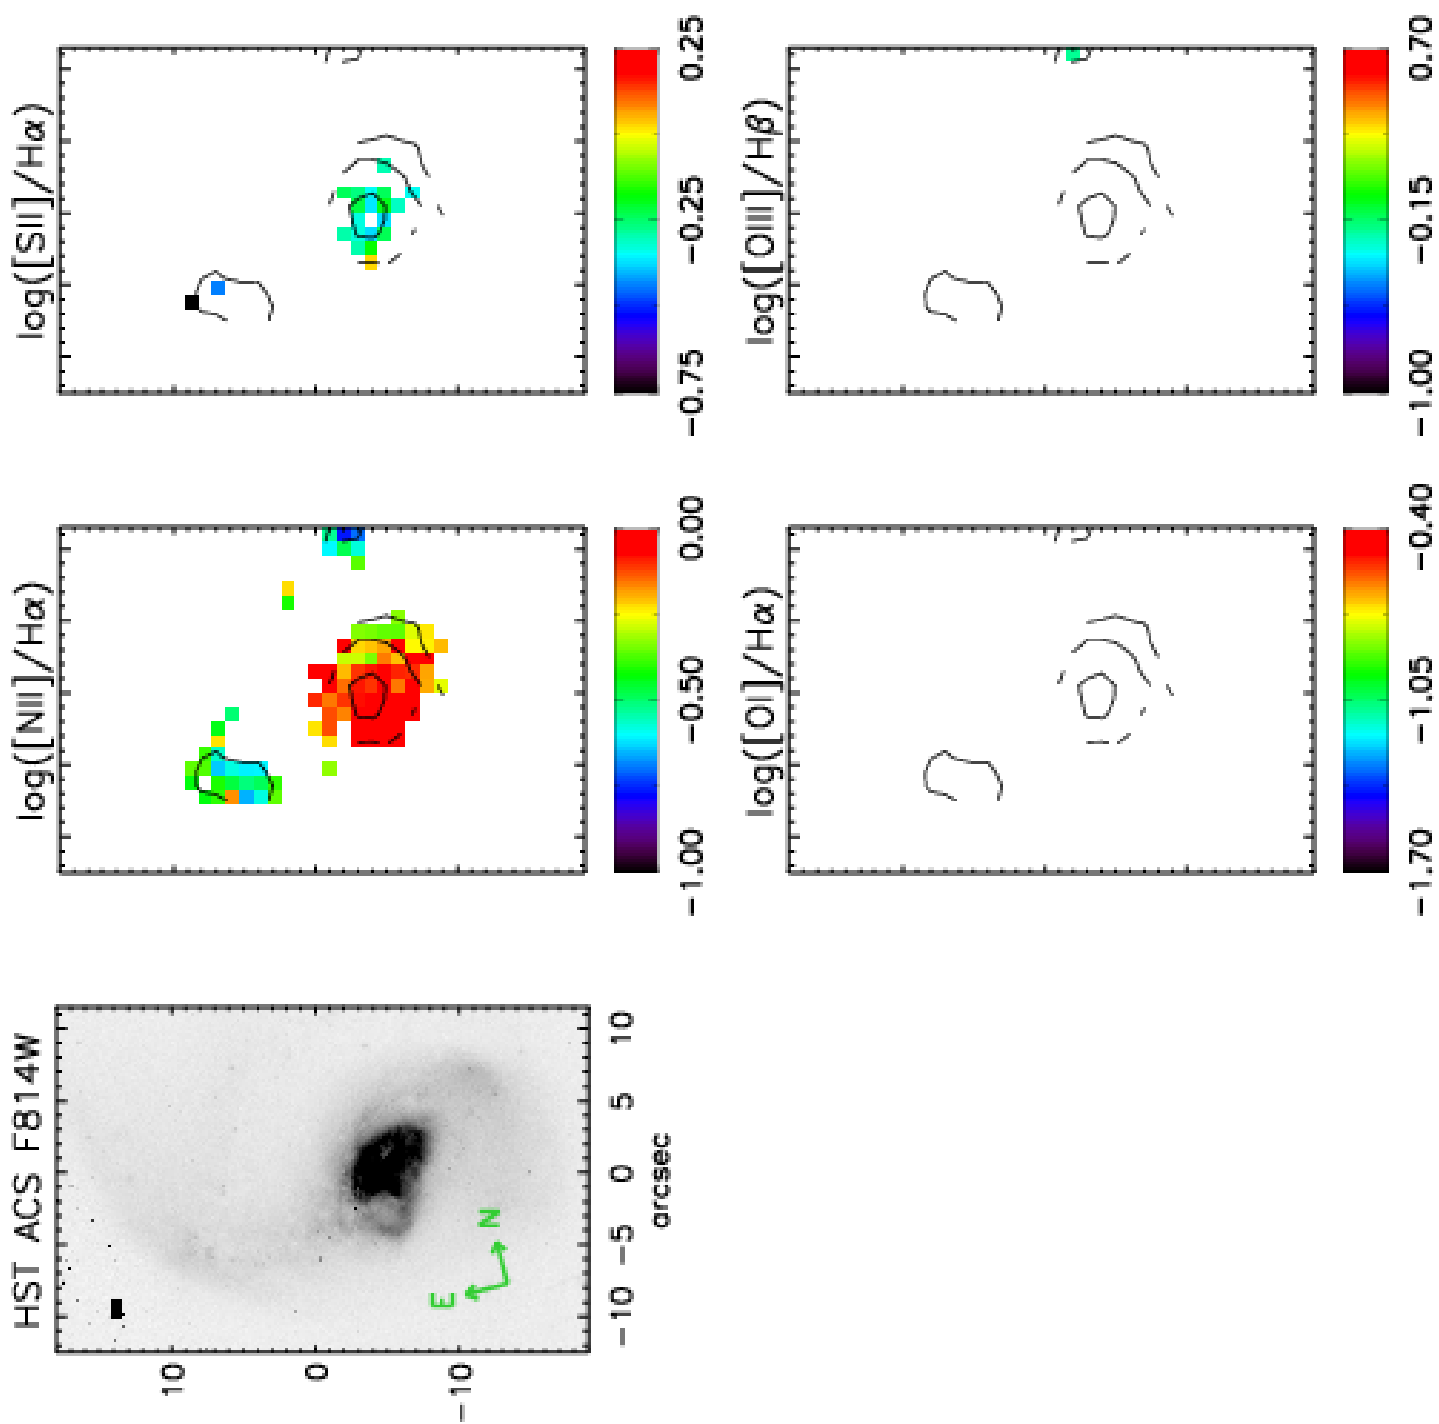 HST ACS F814W
10
0
−10
N
E
−10 −5 0 5 10
arcsec
log([NII]/Hα)
−1.00 −0.50 0.00
log([SII]/Hα)
−0.75 −0.25 0.25
log([OI]/Hα)
−1.70 −1.05 −0.40
log([OIII]/Hβ)
−1.00 −0.15 0.70